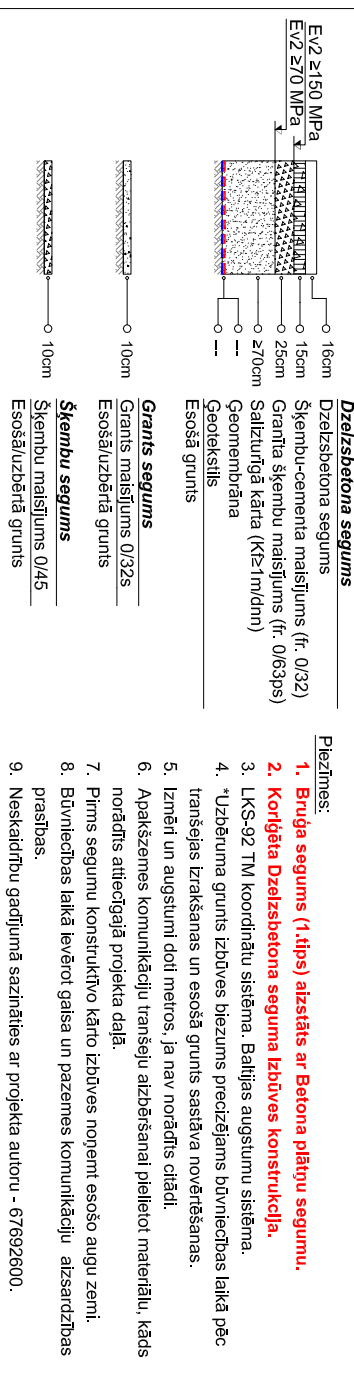 Ev2 ≥150 MPa
Ev2 ≥70 MPa
Dzelzsbetona segums
16cm Dzelzsbetona segums
15cm Šķembu-cementa maisījums (fr. 0/32)
25cm Granīta šķembu maisījums (fr. 0/63ps)
≥70cm Salizturīgā kārta (Kf≥1m/dnn)
--- Ģeomembrāna
--- Ģeotekstils
Esošā grunts
Grants segums
10cm Grants maisījums 0/32s
Esošā/uzbērtā grunts
Šķembu segums
10cm Šķembu maisījums 0/45
Esošā/uzbērtā grunts
Piezīmes:
1. Bruģa segums (1.tips) aizstāts ar Betona plātņu segumu.
2. Koriģēta Dzelzsbetona seguma Izbūves konstrukcija.
3. LKS-92 TM koordinātu sistēma. Baltijas augstumu sistēma.
4. *Uzbēruma grunts izbūves biezums precizējams būvniecības laikā pēc
tranšejas izrakšanas un esošā grunts sastāva novērtēšanas.
5. Izmēri un augstumi doti metros, ja nav norādīts citādi.
6. Apakšzemes komunikāciju tranšeju aizbēršanai pielietot materiālu, kāds
norādīts attiecīgajā projekta daļā.
7. Pirms segumu konstruktīvo kārto izbūves noņemt esošo augu zemi.
8. Būvniecības laikā ievērot gaisa un pazemes komunikāciju aizsardzības
prasības.
9. Neskaidrību gadījumā sazināties ar projekta autoru - 67692600.